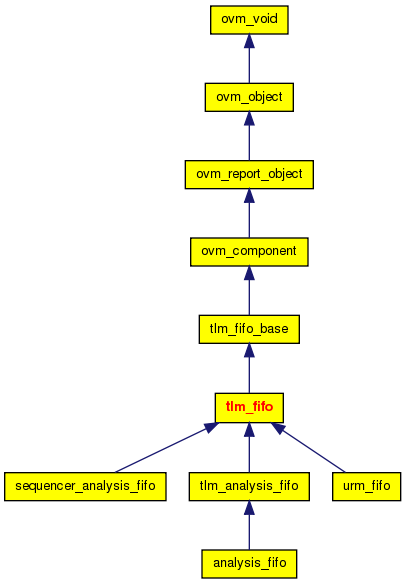 ovm_void
ovm_object
ovm_report_object
ovm_component
tlm_fifo_base
tlm_fifo
sequencer_analysis_fifo
tlm_analysis_fifo
urm_fifo
analysis_fifo